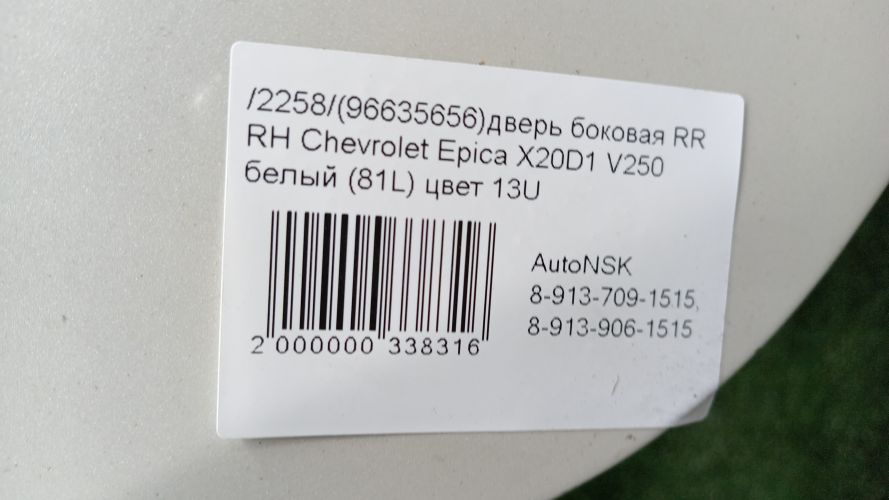 /2258/(96635656)дверь боковая RR
RH Chevrolet Epica X20D1 V250
белый (81L) цвет 13U
AutoNSK
8-913-709-1515,
8-913-906-1515
2 000000 338316